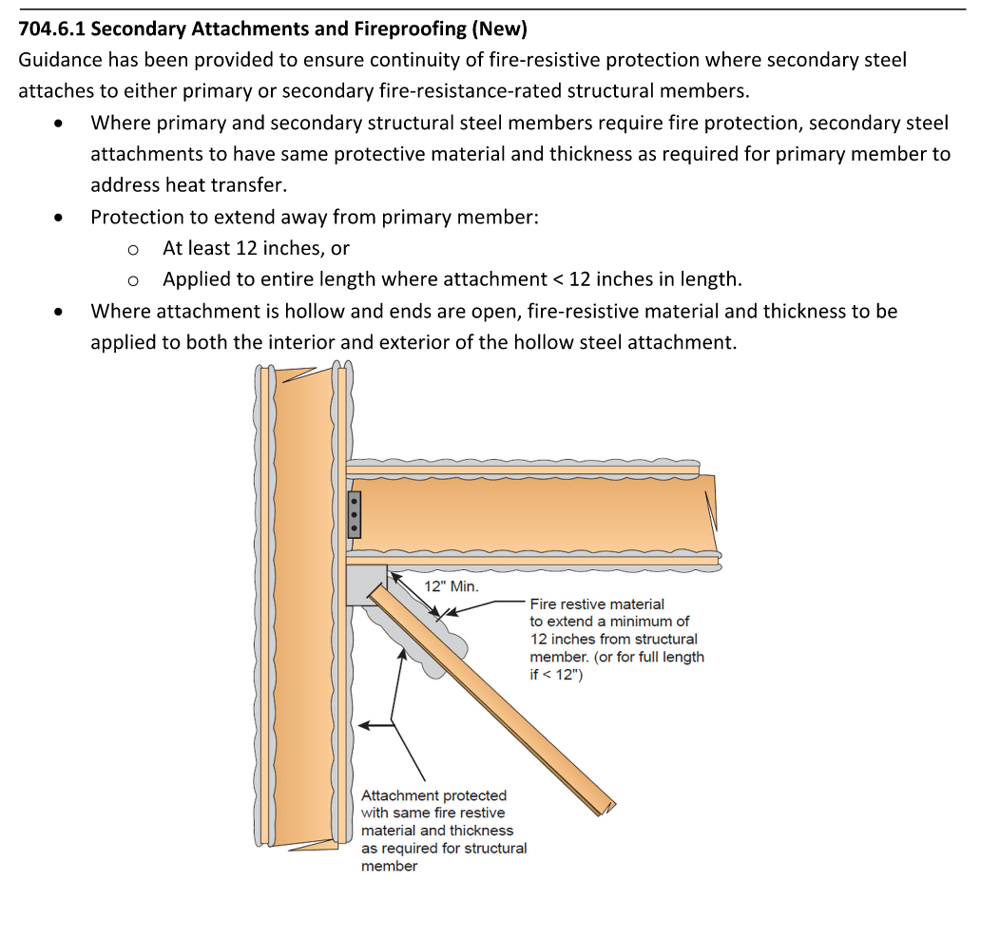 704.6.1 Secondary Attachments and Fireproofing (New)
Guidance has been provided to ensure continuity of fire-resistive protection where secondary steel
attaches to either primary or secondary fire-resistance-rated structural members.
• Where primary and secondary structural steel members require fire protection, secondary steel
attachments to have same protective material and thickness as required for primary member to
address heat transfer.
• Protection to extend away from primary member:
o At least 12 inches, or
o Applied to entire length where attachment < 12 inches in length.
• Where attachment is hollow and ends are open, fire-resistive material and thickness to be
applied to both the interior and exterior of the hollow steel attachment.
12" Min.
Fire restive material
to extend a minimum of
12 inches from structural
member. (or for full length
if < 12")
Attachment protected
with same fire restive
material and thickness
as required for structural
member